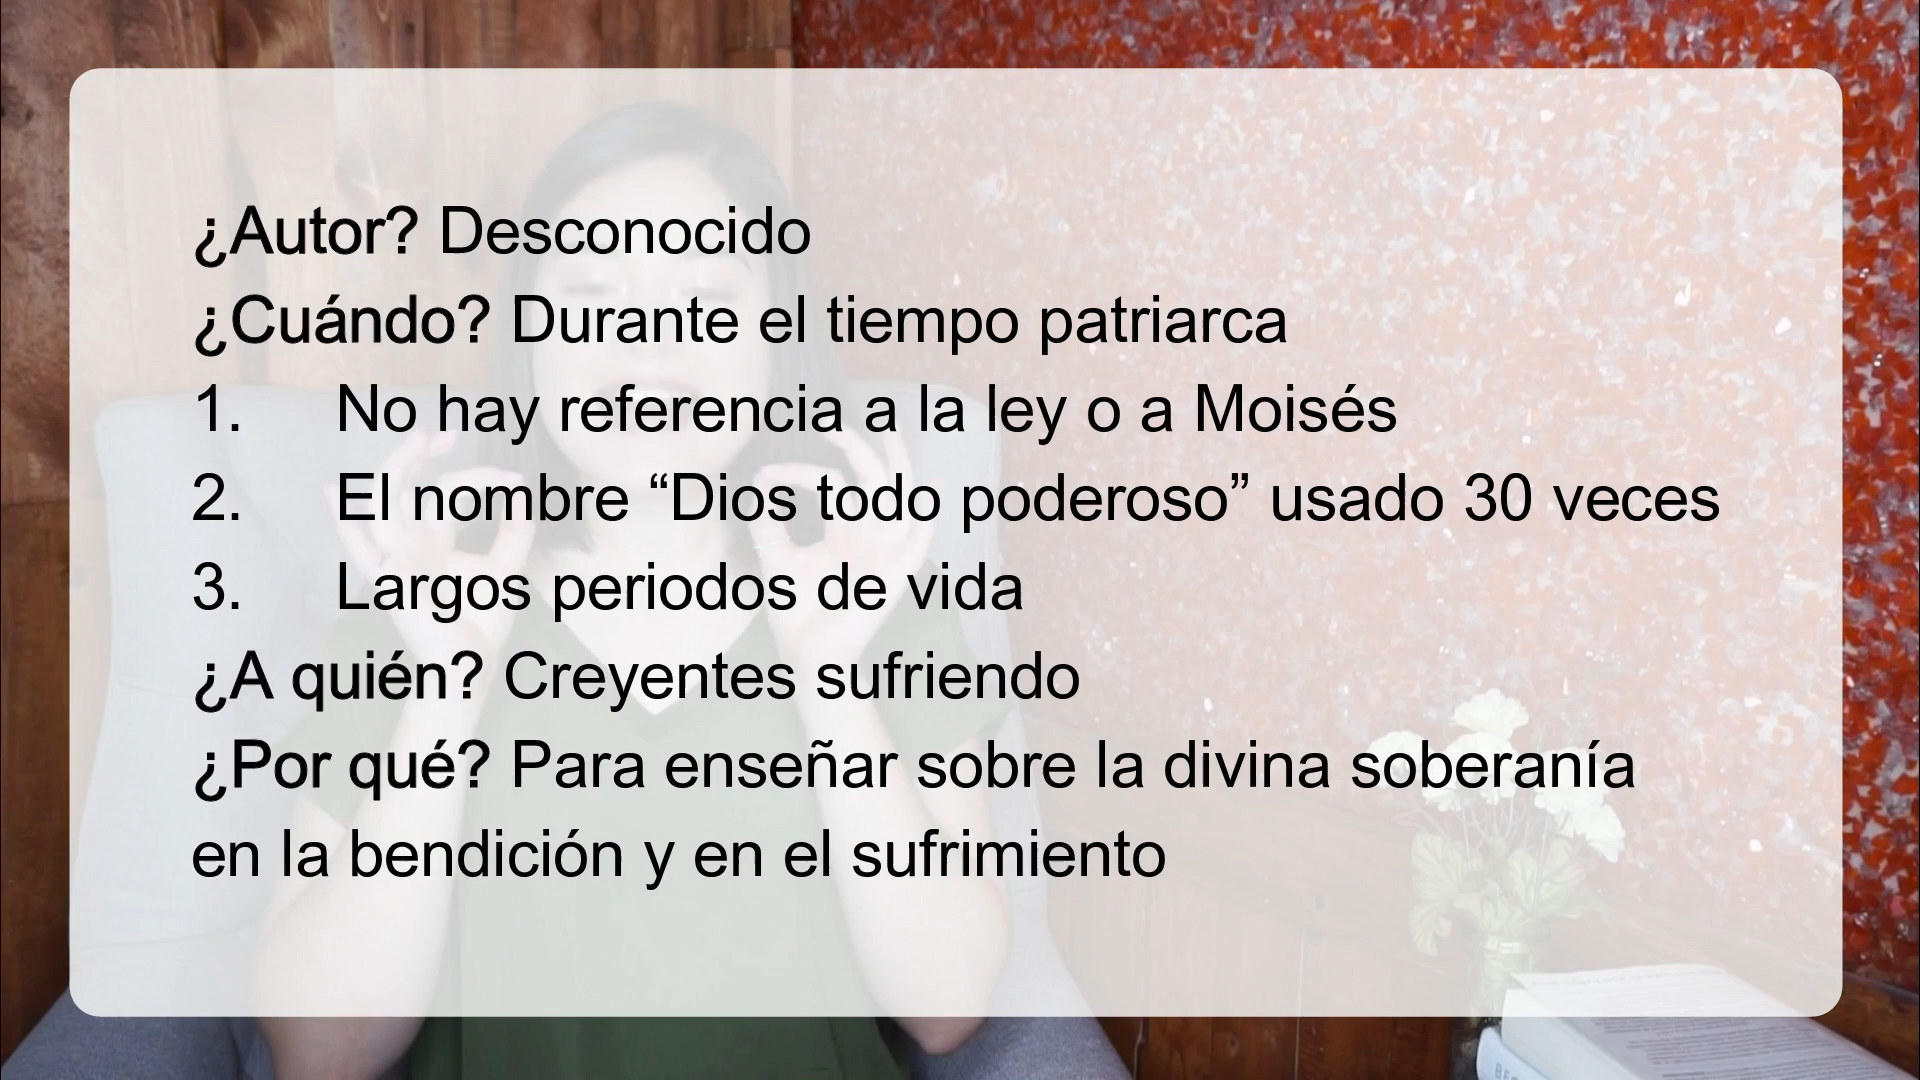 ¿Autor? Desconocido
¿Cuándo? Durante el tiempo patriarca
1. No hay referencia a la ley o a Moisés
2. El nombre “Dios todo poderoso” usado 30 veces
3. Largos periodos de vida
¿A quién? Creyentes sufriendo
¿Por qué? Para enseñar sobre la divina soberanía
en la bendición y en el sufrimiento